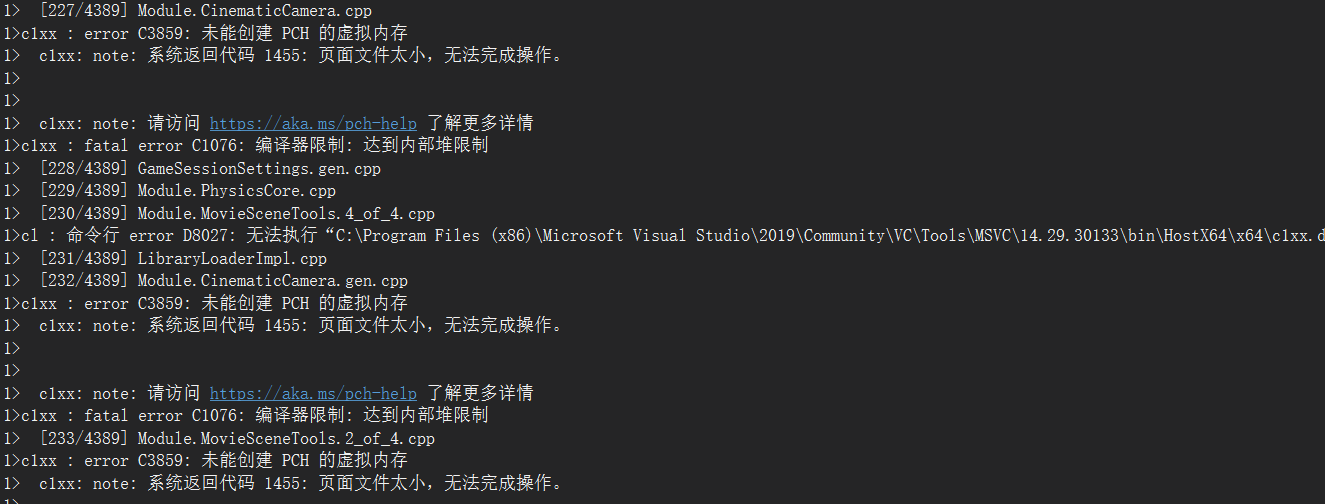 1>  [227/4389] Module.CinematicCamera.cpp
1>clxx : error C3859: 未能创建 PCH 的虚拟内存
1>  clxx: note: 系统返回代码 1455: 页面文件太小，无法完成操作。
1>
1>
1>  clxx: note: 请访问 https://aka.ms/pch-help 了解更多详情
1>clxx : fatal error C1076: 编译器限制: 达到内部堆限制
1>  [228/4389] GameSessionSettings.gen.cpp
1>  [229/4389] Module.PhysicsCore.cpp
1>  [230/4389] Module.MovieSceneTools.4_of_4.cpp
1>cl : 命令行 error D8027: 无法执行“C:\Program Files (x86)\Microsoft Visual Studio\2019\Community\VC\Tools\MSVC\14.29.30133\bin\HostX64\x64\clxx.d
1>  [231/4389] LibraryLoaderImpl.cpp
1>  [232/4389] Module.CinematicCamera.gen.cpp
1>clxx : error C3859: 未能创建 PCH 的虚拟内存
1>  clxx: note: 系统返回代码 1455: 页面文件太小，无法完成操作。
1>
1>
1>  clxx: note: 请访问 https://aka.ms/pch-help 了解更多详情
1>clxx : fatal error C1076: 编译器限制: 达到内部堆限制
1>  [233/4389] Module.MovieSceneTools.2_of_4.cpp
1>clxx : error C3859: 未能创建 PCH 的虚拟内存
1>  clxx: note: 系统返回代码 1455: 页面文件太小，无法完成操作。
1>